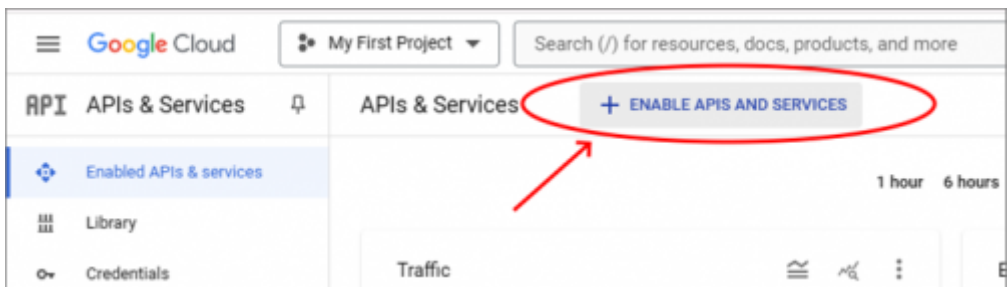 Google Cloud
My First Project
Search (/) for resources, docs, products, and more
API
APIs & Services
APIs & Services
+ ENABLE APIS AND SERVICES
Enabled APIs & services
1 hour 6 hours
Library
Credentials
Traffic
E